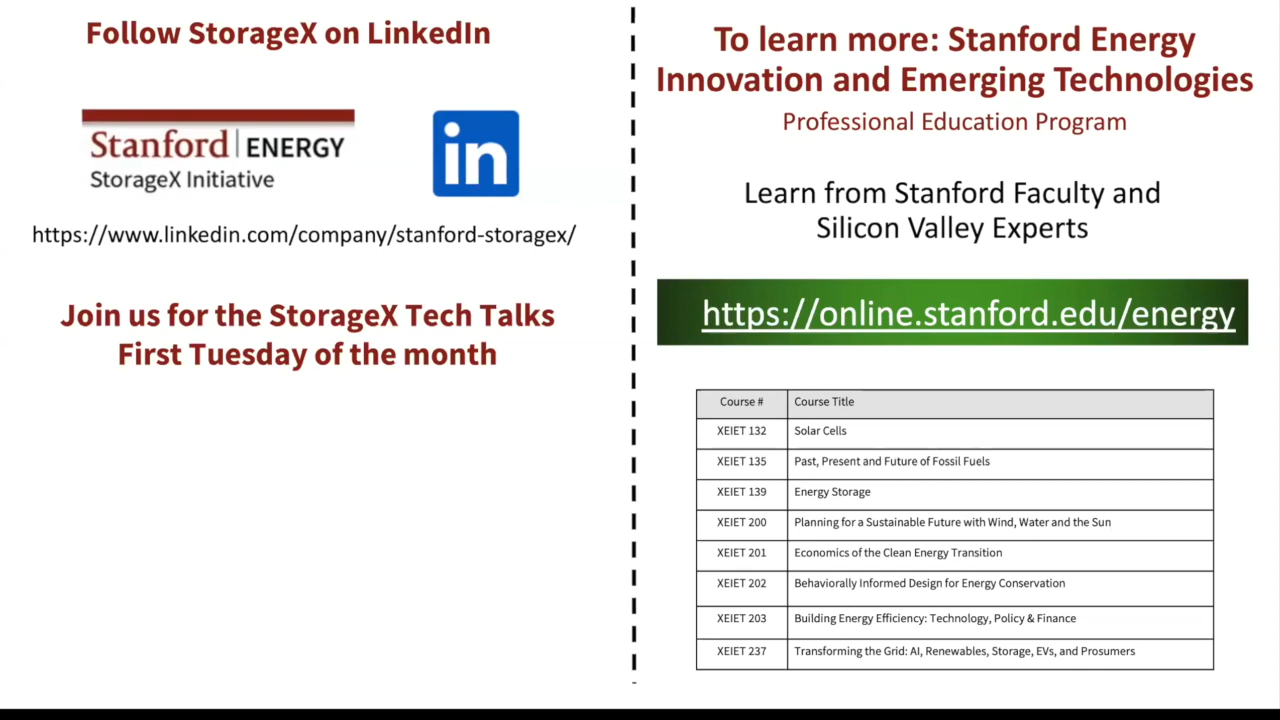 Follow StorageX on LinkedIn
Stanford ENERGY
StorageX Initiative
in
https://www.linkedin.com/company/stanford-storagex/
Join us for the StorageX Tech Talks
First Tuesday of the month
To learn more: Stanford Energy
Innovation and Emerging Technologies
Professional Education Program
Learn from Stanford Faculty and
Silicon Valley Experts
https://online.stanford.edu/energy
Course # Course Title
XEIET 132 Solar Cells
XEIET 135 Past, Present and Future of Fossil Fuels
XEIET 139 Energy Storage
XEIET 200 Planning for a Sustainable Future with Wind, Water and the Sun
XEIET 201 Economics of the Clean Energy Transition
XEIET 202 Behaviorally Informed Design for Energy Conservation
XEIET 203 Building Energy Efficiency: Technology, Policy & Finance
XEIET 237 Transforming the Grid: AI, Renewables, Storage, EVs, and Prosumers